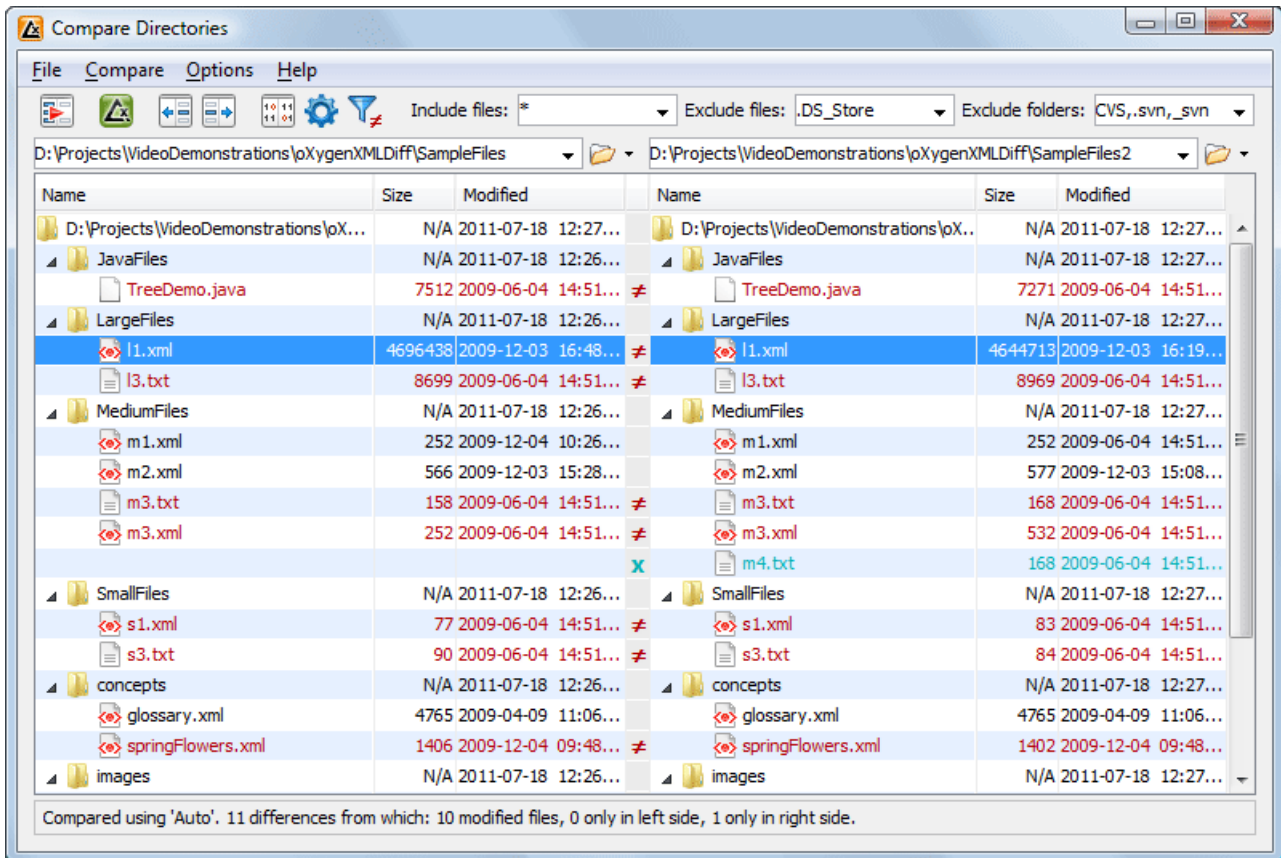 Compare Directories
File Compare Options Help
Include files: * Exclude files: .DS_Store Exclude folders: CVS,.svn,_svn
D:\Projects\VideoDemonstrations\oXygenXMLDiff\SampleFiles D:\Projects\VideoDemonstrations\oXygenXMLDiff\SampleFiles2
Name Size Modified Name Size Modified
D:\Projects\VideoDemonstrations\oX... N/A 2011-07-18 12:27... D:\Projects\VideoDemonstrations\oX.. N/A 2011-07-18 12:27...
JavaFiles N/A 2011-07-18 12:26... JavaFiles N/A 2011-07-18 12:27...
TreeDemo.java 7512 2009-06-04 14:51... ≠ TreeDemo.java 7271 2009-06-04 14:51...
LargeFiles N/A 2011-07-18 12:26... LargeFiles N/A 2011-07-18 12:27...
l1.xml 4696438 2009-12-03 16:48... ≠ l1.xml 4644713 2009-12-03 16:19...
l3.txt 8699 2009-06-04 14:51... ≠ l3.txt 8969 2009-06-04 14:51...
MediumFiles N/A 2011-07-18 12:26... MediumFiles N/A 2011-07-18 12:27...
m1.xml 252 2009-12-04 10:26... m1.xml 252 2009-06-04 14:51...
m2.xml 566 2009-12-03 15:28... m2.xml 577 2009-12-03 15:08...
m3.txt 158 2009-06-04 14:51... ≠ m3.txt 168 2009-06-04 14:51...
m3.xml 252 2009-06-04 14:51... ≠ m3.xml 532 2009-06-04 14:51...
x m4.txt 168 2009-06-04 14:51...
SmallFiles N/A 2011-07-18 12:26... SmallFiles N/A 2011-07-18 12:27...
s1.xml 77 2009-06-04 14:51... ≠ s1.xml 83 2009-06-04 14:51...
s3.txt 90 2009-06-04 14:51... ≠ s3.txt 84 2009-06-04 14:51...
concepts N/A 2011-07-18 12:26... concepts N/A 2011-07-18 12:27...
glossary.xml 4765 2009-04-09 11:06... glossary.xml 4765 2009-04-09 11:06...
springFlowers.xml 1406 2009-12-04 09:48... ≠ springFlowers.xml 1402 2009-12-04 09:48...
images N/A 2011-07-18 12:26... images N/A 2011-07-18 12:27...
Compared using 'Auto'. 11 differences from which: 10 modified files, 0 only in left side, 1 only in right side.